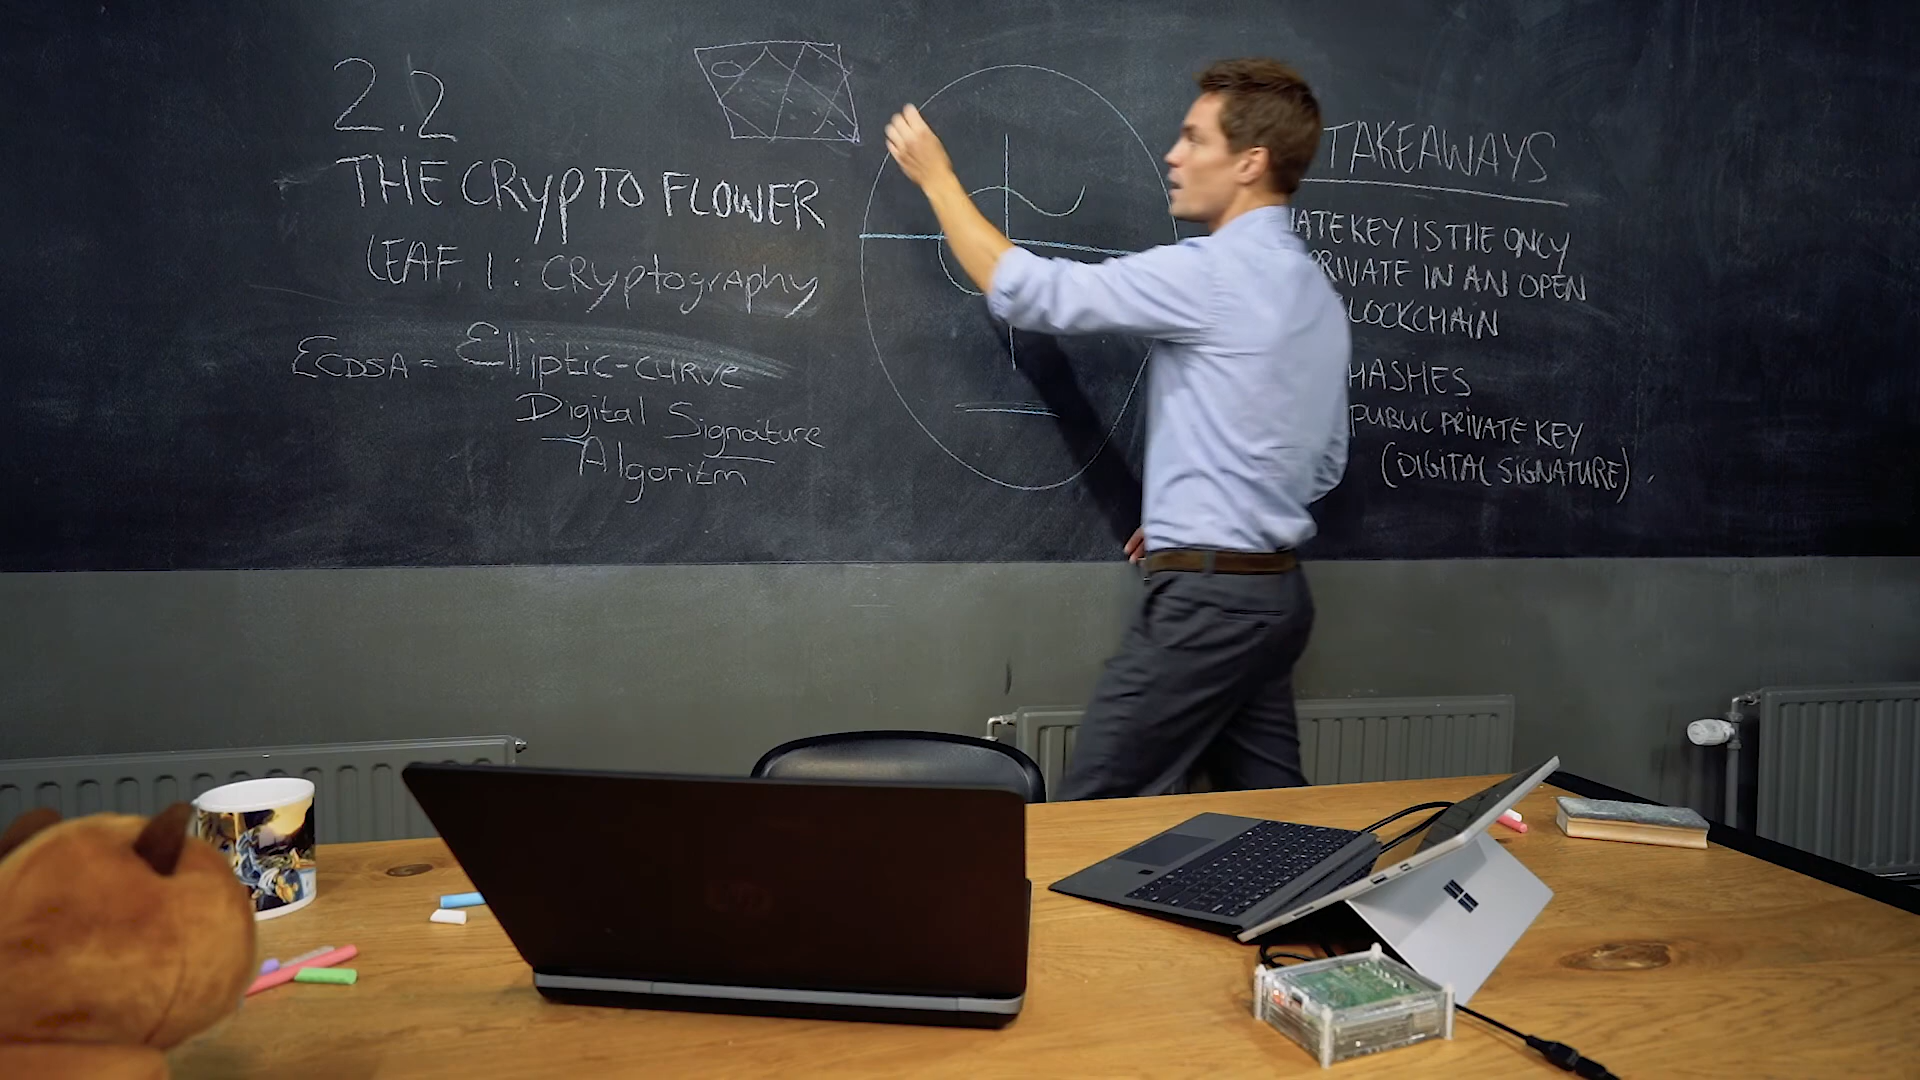 2.2
THE CRYPTO FLOWER
LEAF 1: CRYptography
ECDSA = Elliptic-curve
Digital Signature
Algoritm
TAKEAWAYS
ATE KEY IS THE ONLY
PRIVATE IN AN OPEN
LOCKCHAIN
HASHES
PUBLIC PRIVATE KEY
(DIGITAL SIGNATURE)